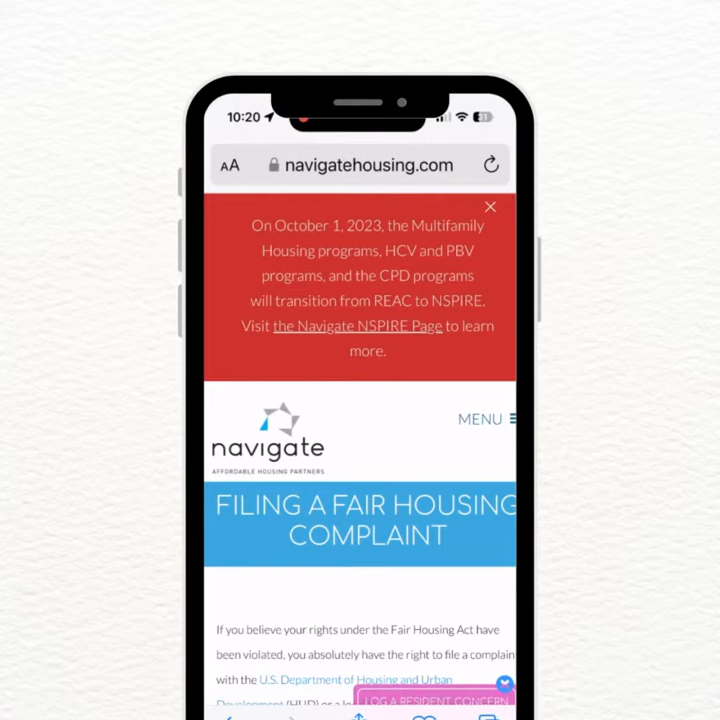 10:20
31
AA navigatehousing.com
On October 1, 2023, the Multifamily
Housing programs, HCV and PBV
programs, and the CPD programs
will transition from REAC to NSPIRE.
Visit the Navigate NSPIRE Page to learn
more.
MENU
navigate
AFFORDABLE HOUSING PARTNERS
FILING A FAIR HOUSING
COMPLAINT
If you believe your rights under the Fair Housing Act have
been violated, you absolutely have the right to file a complain
with the U.S. Department of Housing and Urban
Development (HUD) or a
LOG A RESIDENT CONCERN